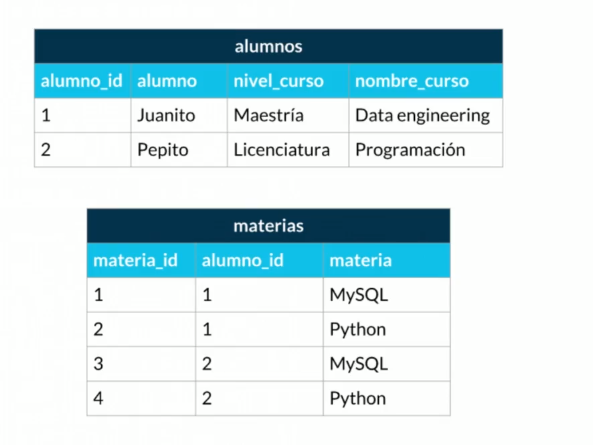 alumnos
alumno_id alumno nivel_curso nombre_curso
1 Juanito Maestría Data engineering
2 Pepito Licenciatura Programación
materias
materia_id alumno_id materia
1 1 MySQL
2 1 Python
3 2 MySQL
4 2 Python